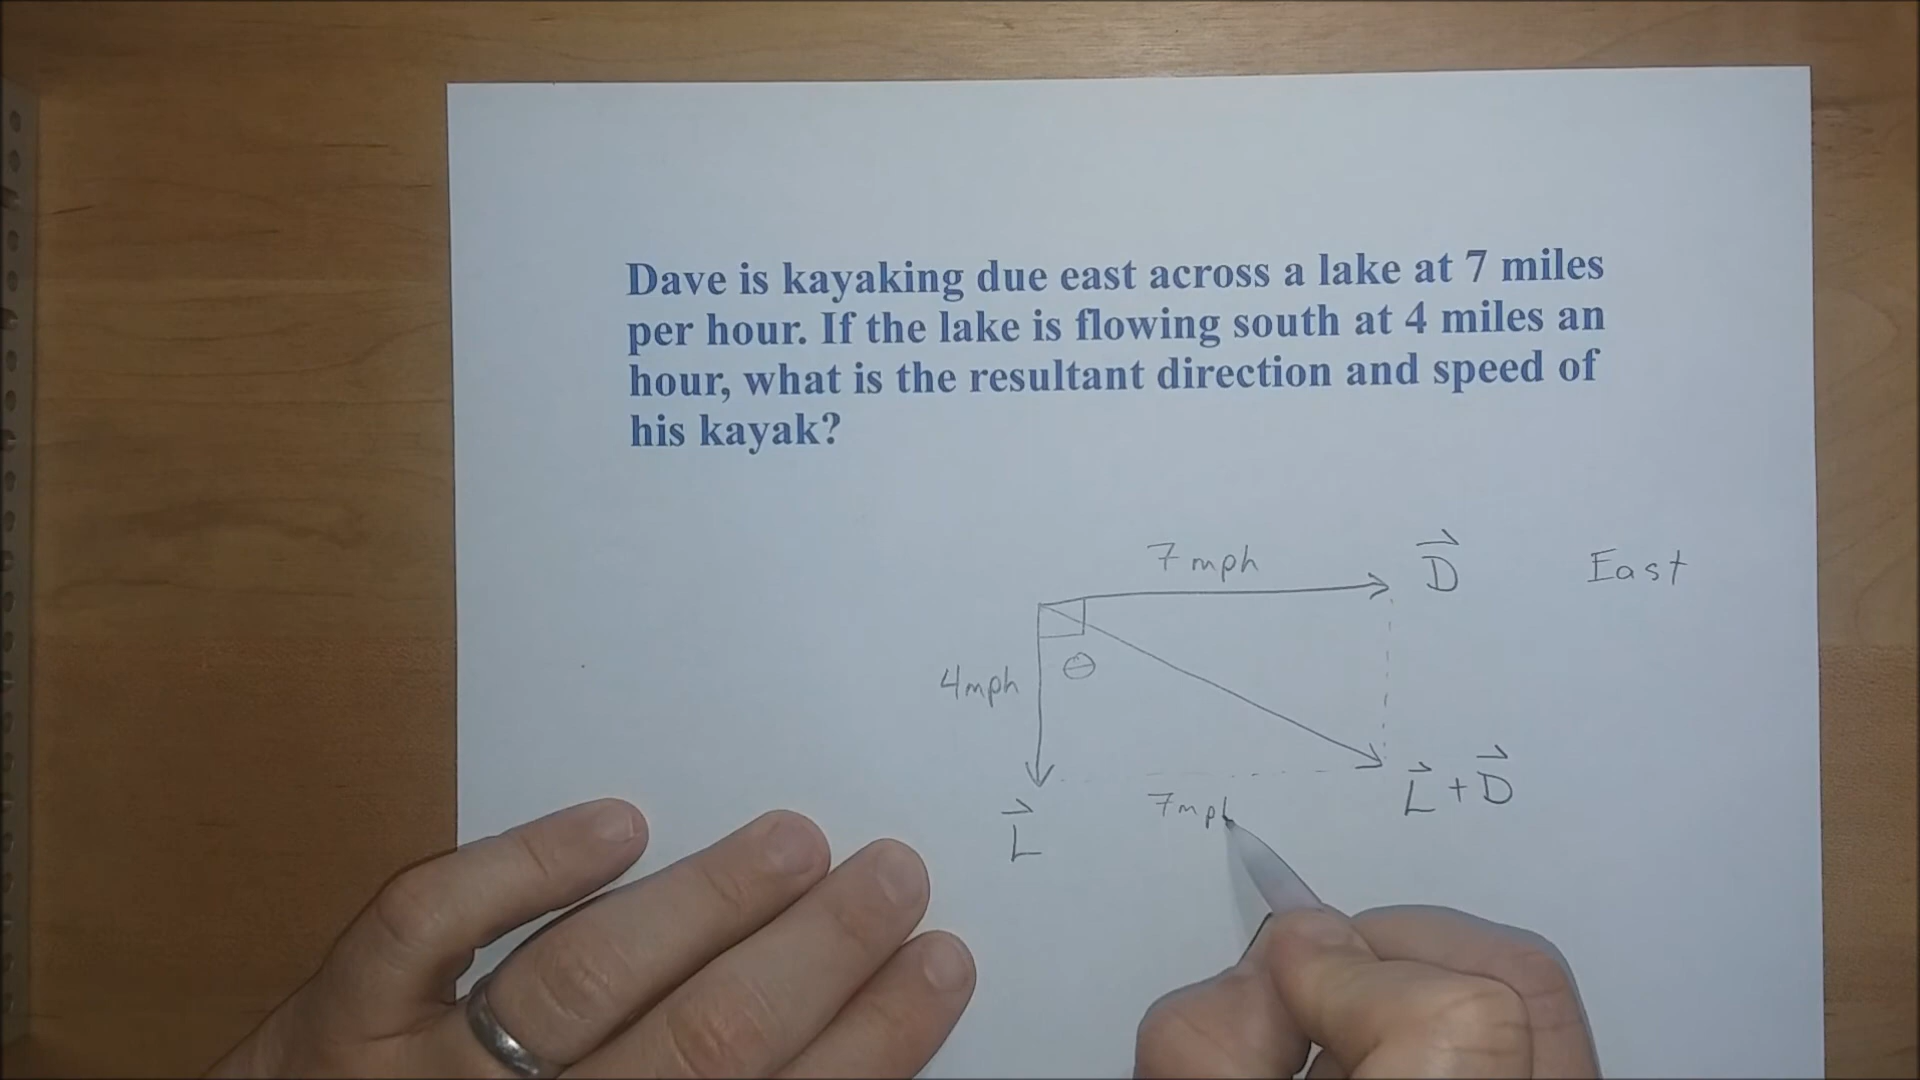 Dave is kayaking due east across a lake at 7 miles
per hour. If the lake is flowing south at 4 miles an
hour, what is the resultant direction and speed of
his kayak?
7 mph
D
East
4mph
θ
L + D
7mph
L